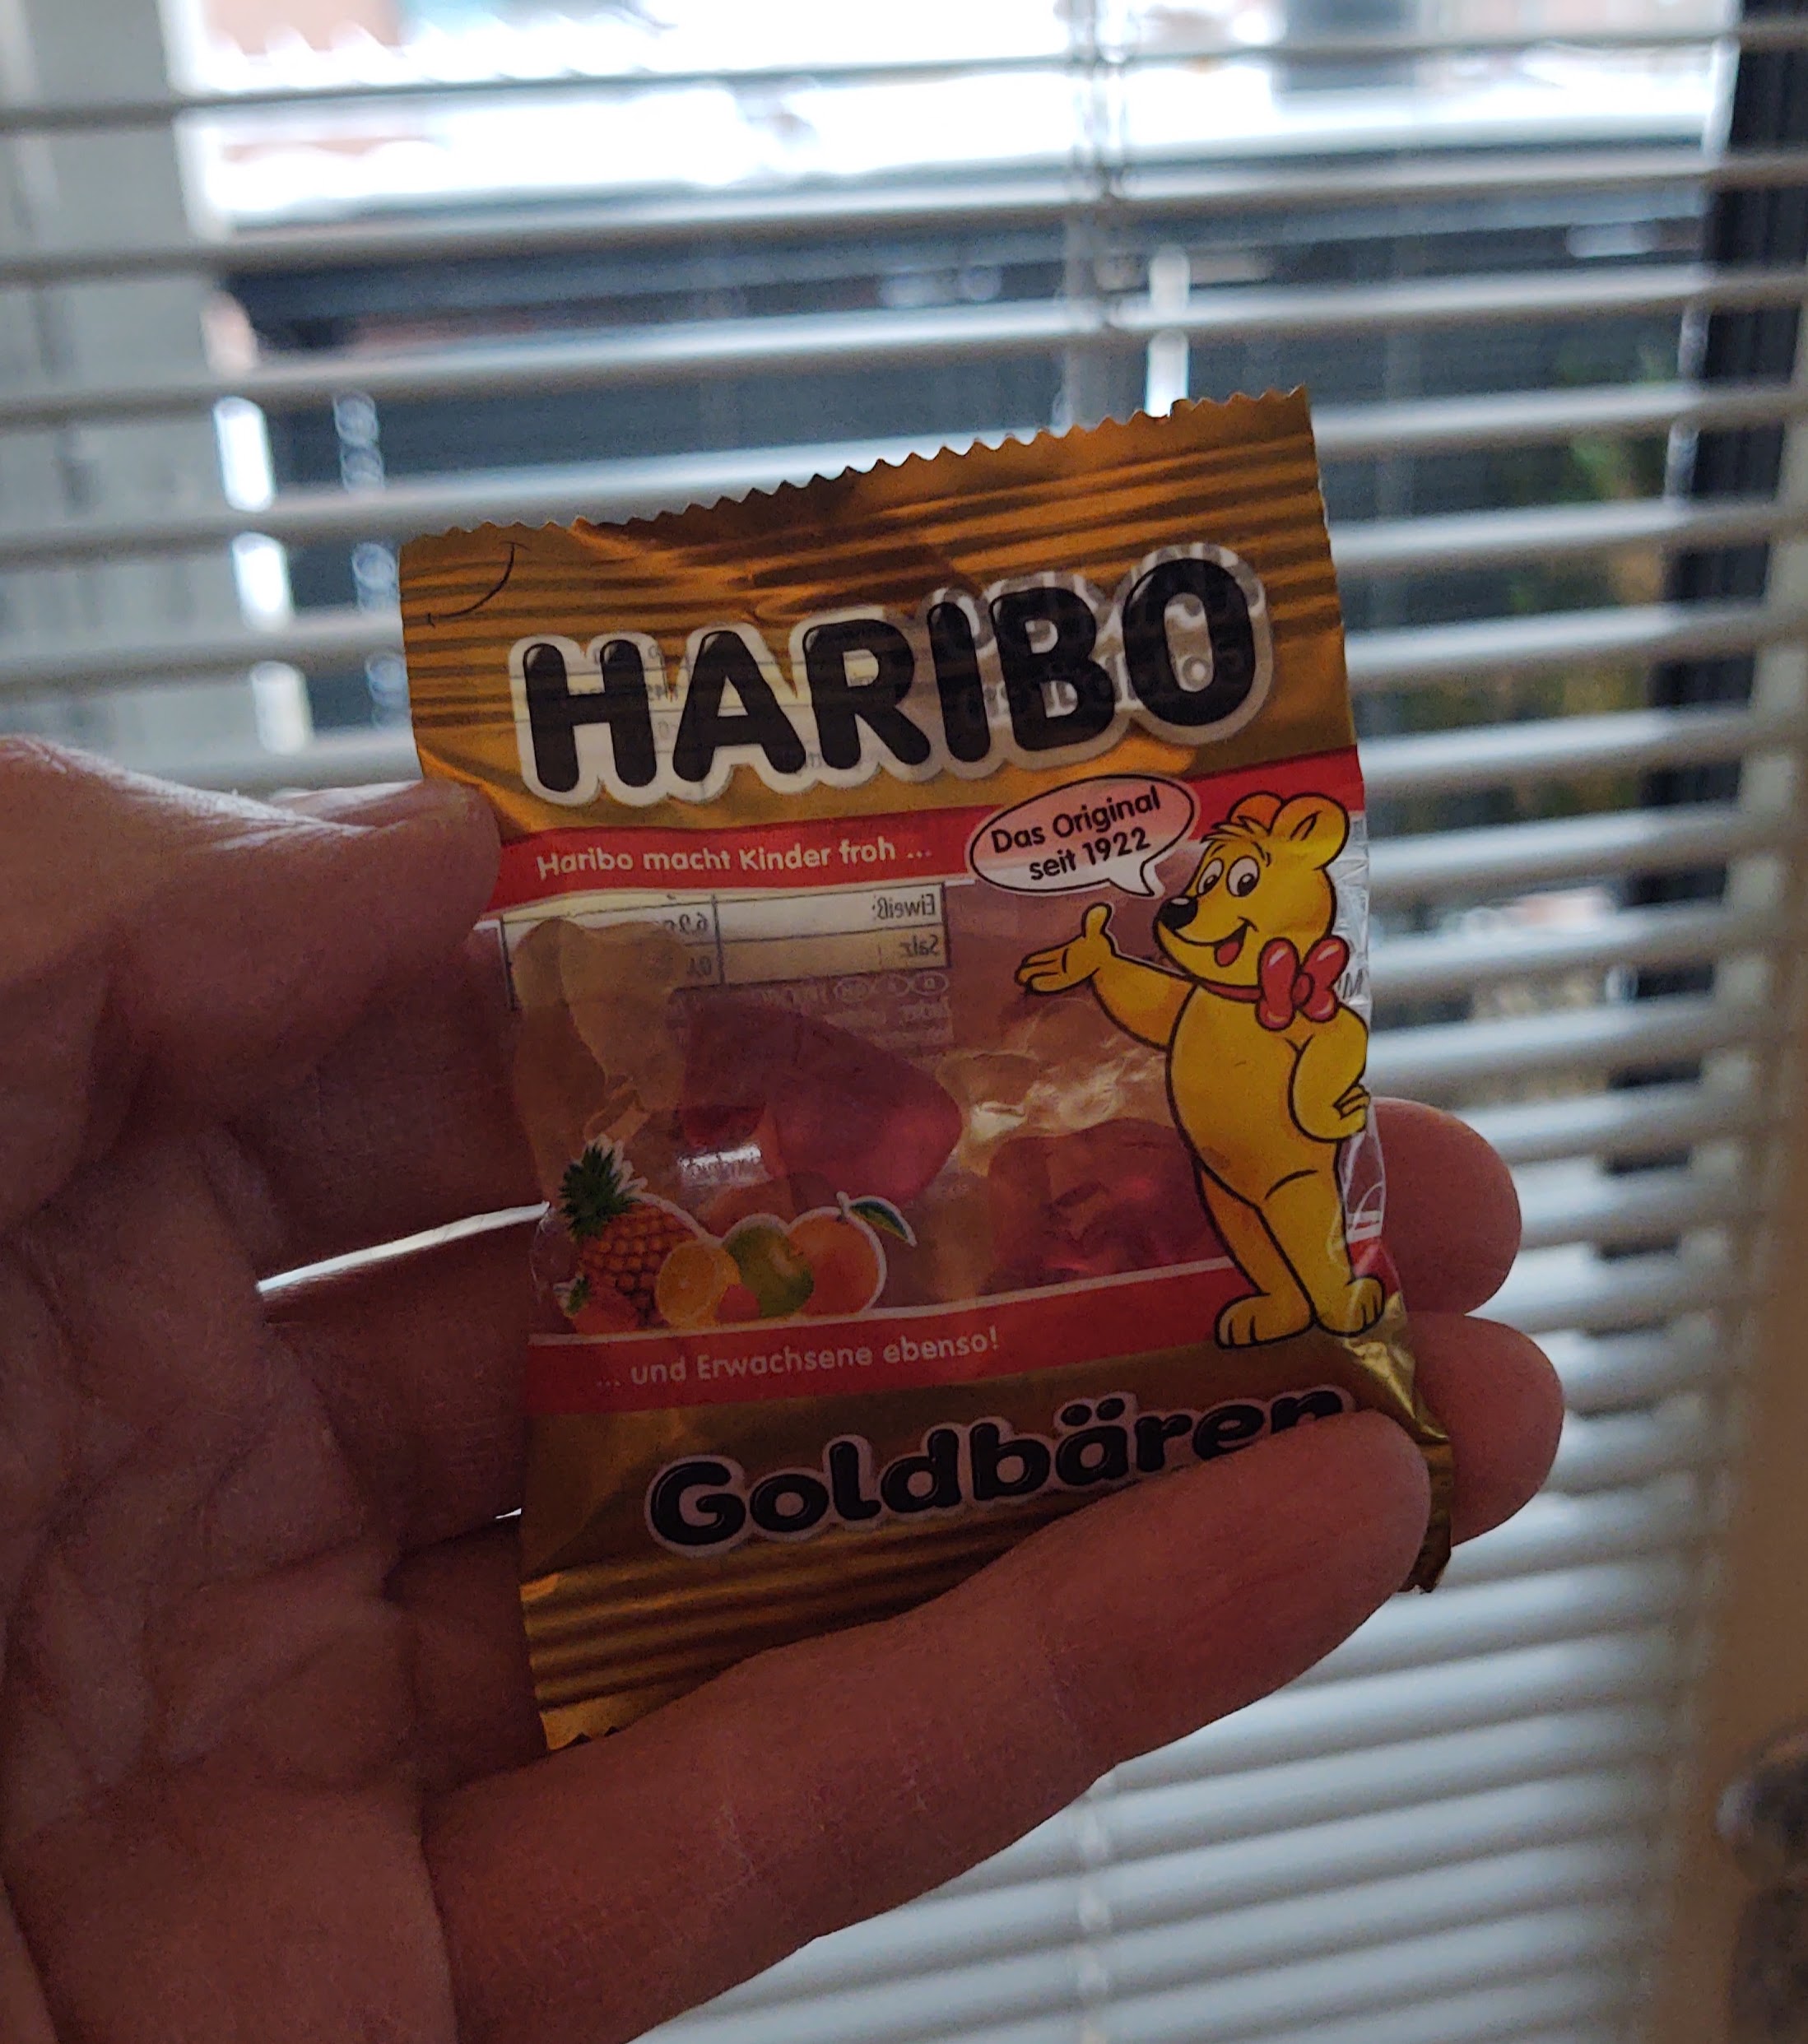 HARIBO
Haribo macht Kinder froh ...
Das Original
seit 1922
Eiweiß:
Salz:
... und Erwachsene ebenso!
Goldbären